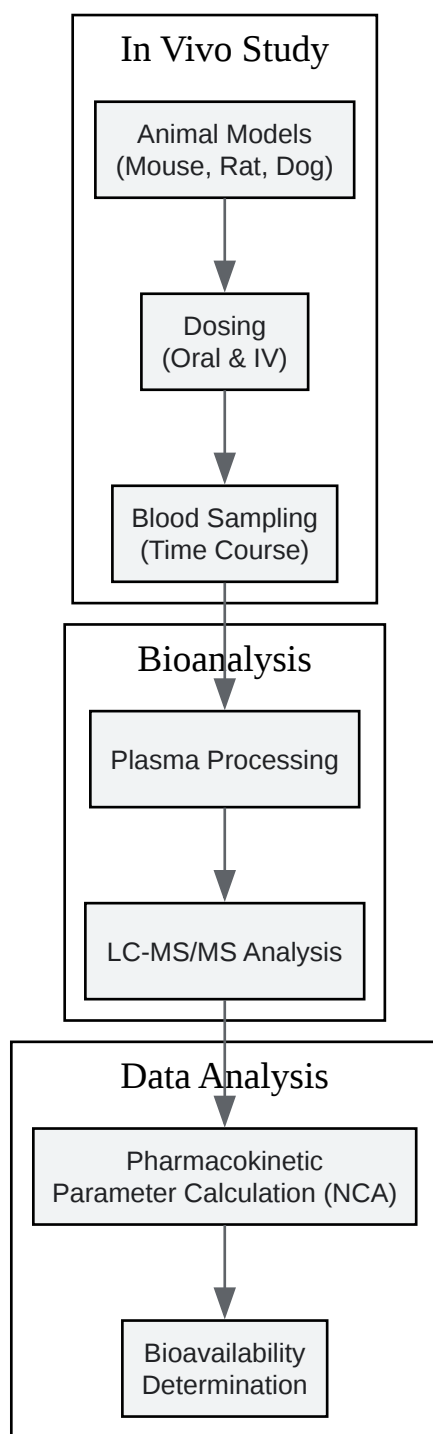 In Vivo Study
Animal Models
(Mouse, Rat, Dog)
Dosing
(Oral & IV)
Blood Sampling
(Time Course)
Bioanalysis
Plasma Processing
LC-MS/MS Analysis
Data Analysis
Pharmacokinetic
Parameter Calculation (NCA)
Bioavailability
Determination